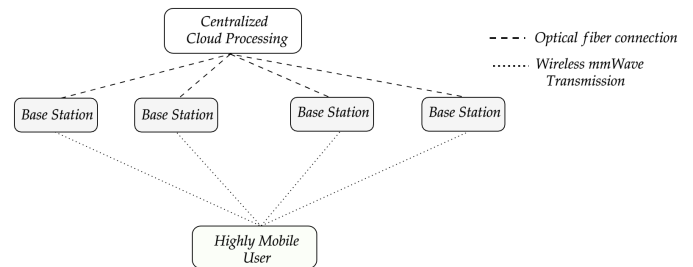 Centralized
Cloud Processing
Optical fiber connection
Wireless mmWave
Transmission
Base Station
Base Station
Base Station
Base Station
Highly Mobile
User